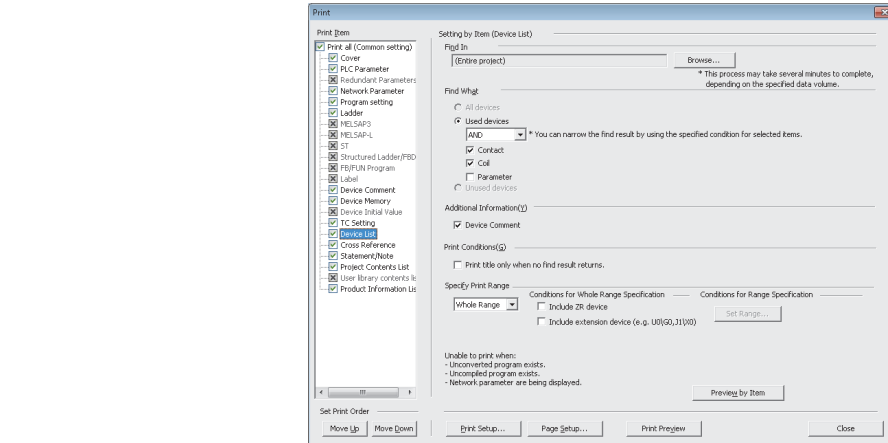 Print
Print Item
Print all (Common setting)
Cover
PLC Parameter
Redundant Parameters
Network Parameter
Program setting
Ladder
MELSAP3
MELSAP-L
ST
Structured Ladder/FBD
FB/FUN Program
Label
Device Comment
Device Memory
Device Initial Value
TC Setting
Device List
Cross Reference
Statement/Note
Project Contents List
User library contents lis
Product Information Lis
Set Print Order
Move Up Move Down
Setting by Item (Device List)
Find In
(Entire project) Browse...
* This process may take several minutes to complete,
depending on the specified data volume.
Find What
All devices
Used devices
AND * You can narrow the find result by using the specified condition for selected items.
Contact
Coil
Parameter
Unused devices
Additional Information(Y)
Device Comment
Print Conditions(G)
Print title only when no find result returns.
Specify Print Range
Whole Range
Conditions for Whole Range Specification
Include ZR device
Include extension device (e.g. U0\G0,J1\X0)
Conditions for Range Specification
Set Range...
Unable to print when:
- Unconverted program exists.
- Uncompiled program exists.
- Network parameter are being displayed.
Preview by Item
Print Setup... Page Setup... Print Preview Close